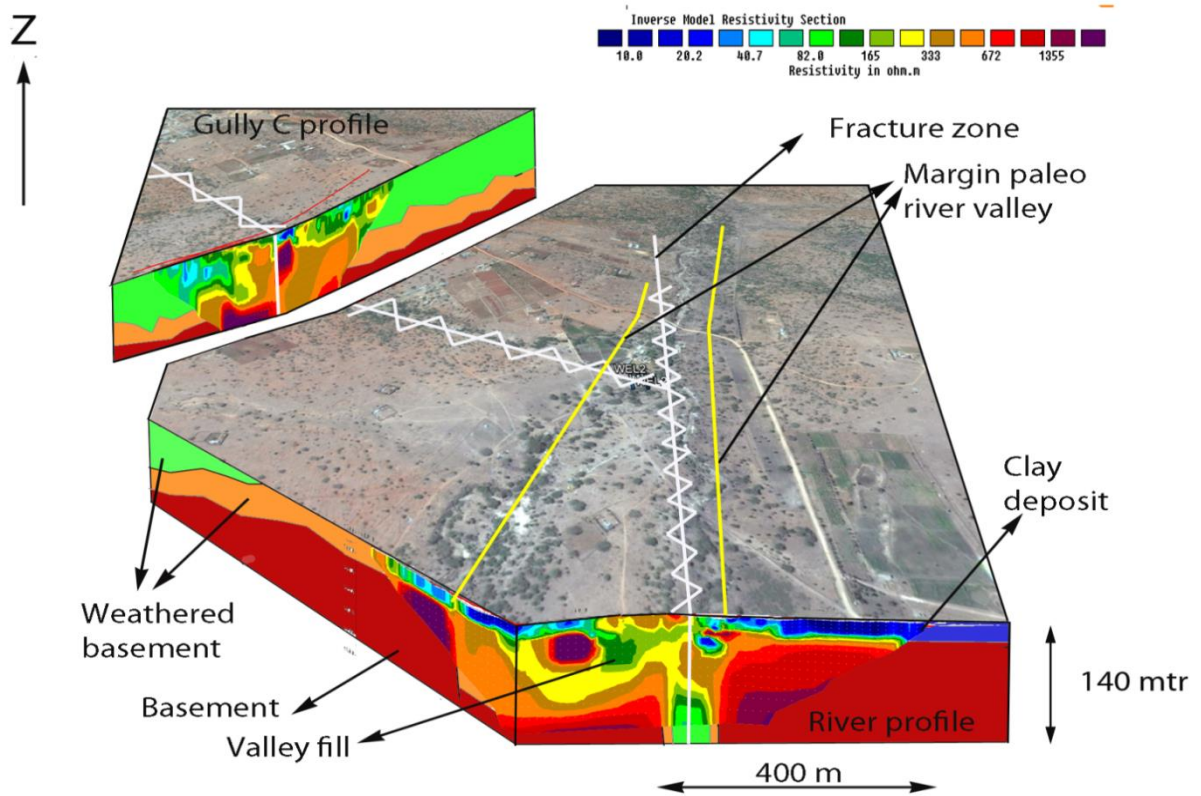 Z
Inverse Model Resistivity Section
10.0 20.2 40.7 82.0 165 333 672 1355
Resistivity in ohm.m
Gully C profile
Fracture zone
Margin paleo
river valley
WEL2
Clay
deposit
Weathered
basement
Basement
Valley fill
River profile
140 mtr
400 m